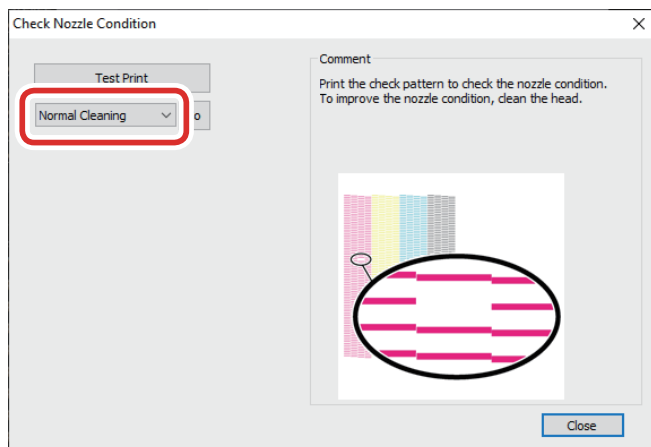 Check Nozzle Condition
Test Print
Normal Cleaning
o
Comment
Print the check pattern to check the nozzle condition.
To improve the nozzle condition, clean the head.
Close